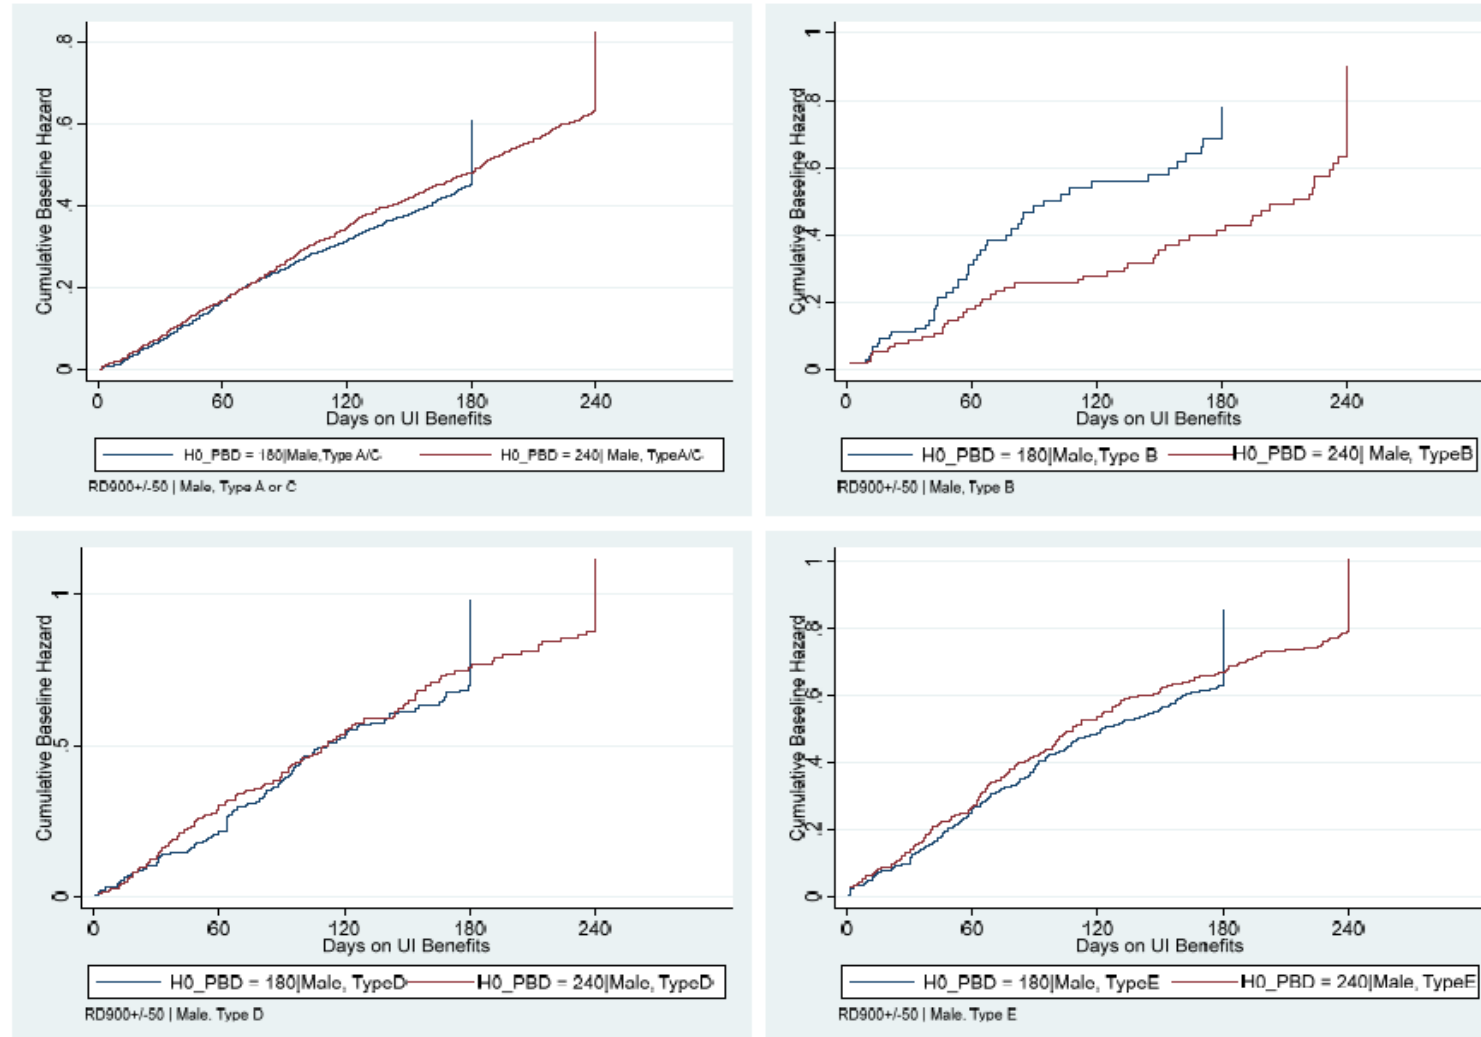 Cumulative Baseline Hazard
.8
.6
.4
.2
0
0 60 120 180 240
Days on UI Benefits
H0_PBD = 180|Male,Type A/C H0_PBD = 240| Male, TypeA/C
RD900+/-50 | Male, Type A or C
Cumulative Baseline Hazard
1
.8
.6
.4
.2
0
0 60 120 180 240
Days on UI Benefits
H0_PBD = 180|Male,Type B H0_PBD = 240| Male, TypeB
RD900+/-50 | Male, Type B
Cumulative Baseline Hazard
1
.5
0
0 60 120 180 240
Days on UI Benefits
H0_PBD = 180|Male, TypeD H0_PBD = 240|Male, TypeD
RD900+/-50 | Male. Type D
Cumulative Baseline Hazard
1
.8
.6
.4
.2
0
0 60 120 180 240
Days on UI Benefits
H0_PBD = 180|Male, TypeE H0_PBD = 240|Male, TypeE
RD900+/-50 | Male. Type E